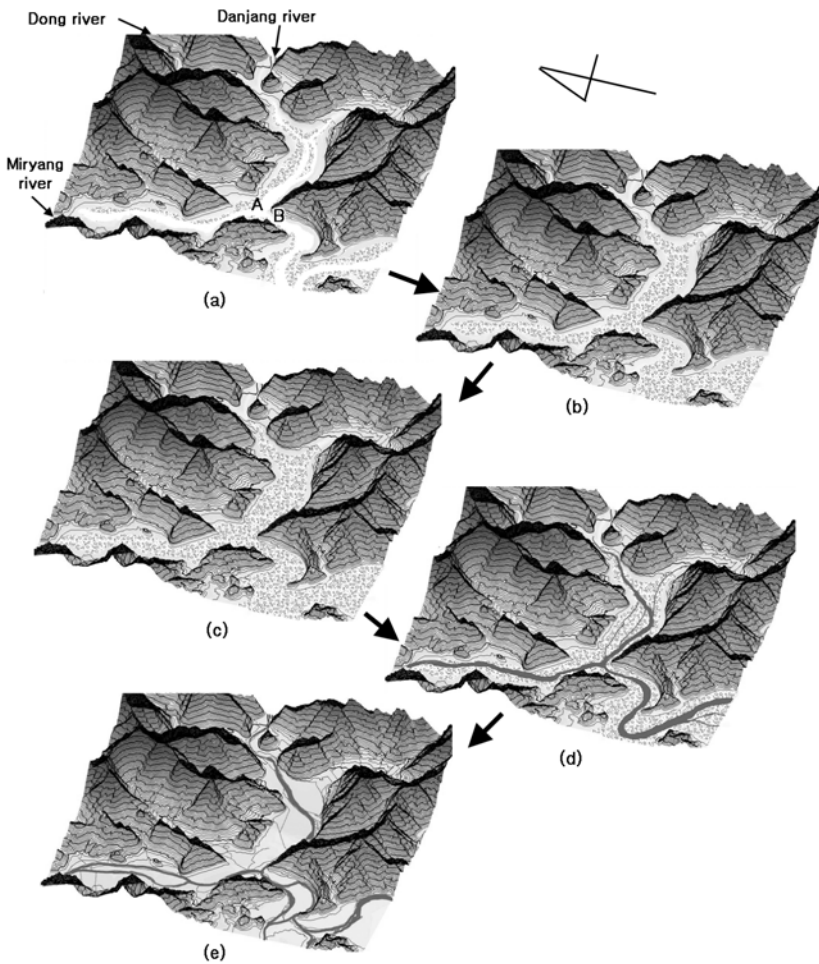 Dong river
Danjang river
Miryang
river
A
B
(a)
(b)
(c)
(d)
(e)